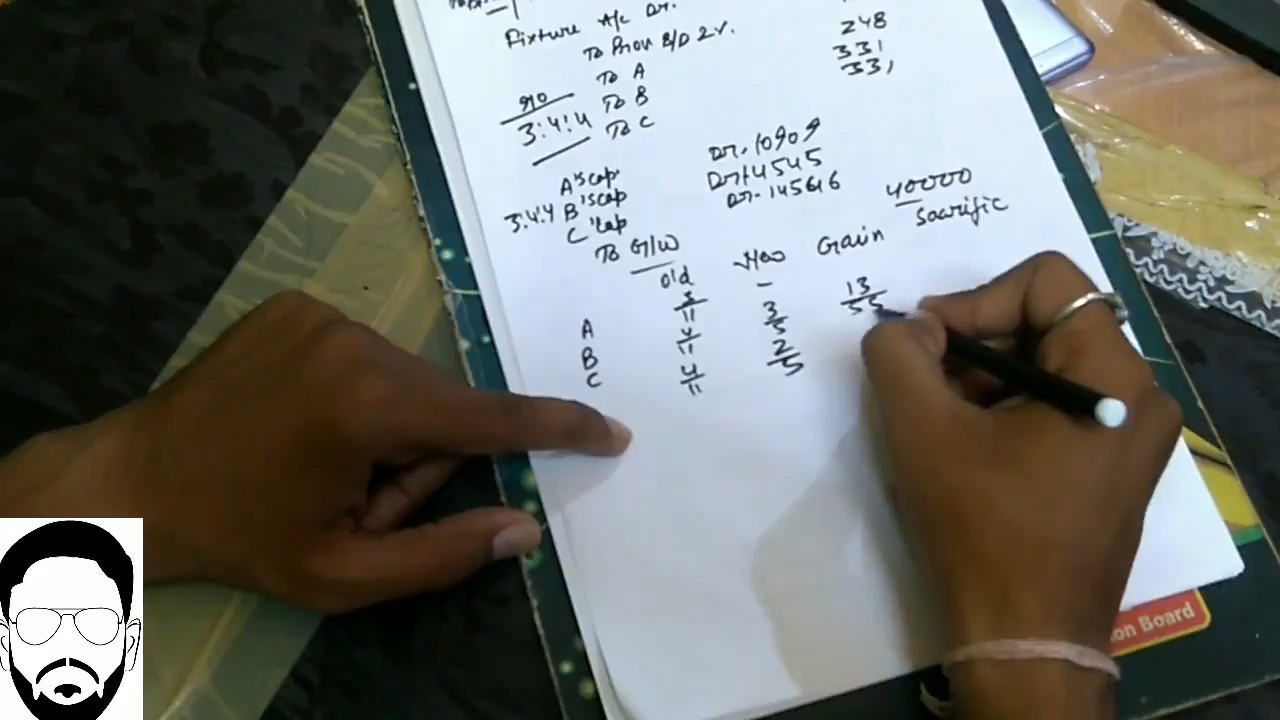 Fixture A/c Dr.
To Prov B/D 2r.
To A 248
To B 331
To C 331
3:4:4
A's cap Dr. 10909
B's cap Dr. 14545
C'cap Dr. 14546
3:4:4
To G/W 40000
old New Gain Sacrific
A 3/11 -
B 4/11 3/5 13/55
C 4/11 2/5
on Board